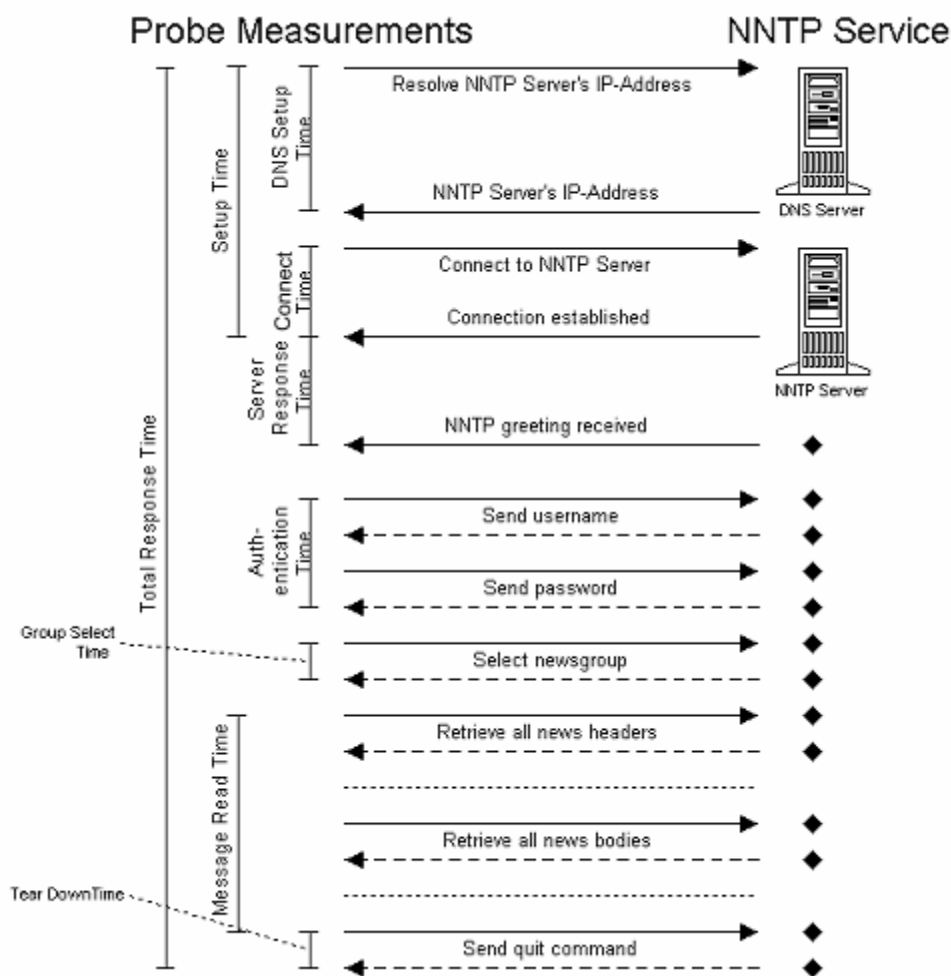 Probe Measurements
NNTP Service
Resolve NNTP Server's IP-Address
DNS Setup
Time
Setup Time
NNTP Server's IP-Address
DNS Server
Connect to NNTP Server
Connect
Time
Connection established
NNTP Server
Server
Response
Time
NNTP greeting received
Total Response Time
Send username
Auth-
entication
Time
Send password
Group Select
Time
Select newsgroup
Retrieve all news headers
Message Read Time
Retrieve all news bodies
Tear DownTime
Send quit command